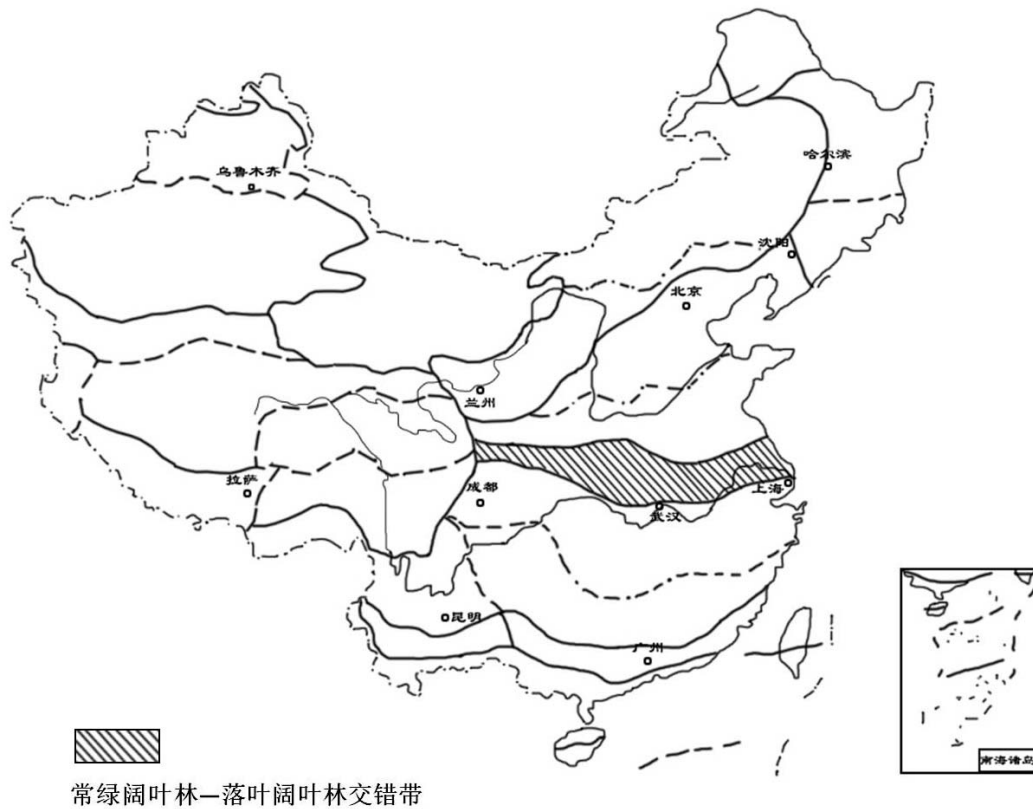 哈尔滨
乌鲁木齐
沈阳
北京
兰州
拉萨
成都
上海
武汉
昆明
广州
南海诸岛
常绿阔叶林—落叶阔叶林交错带